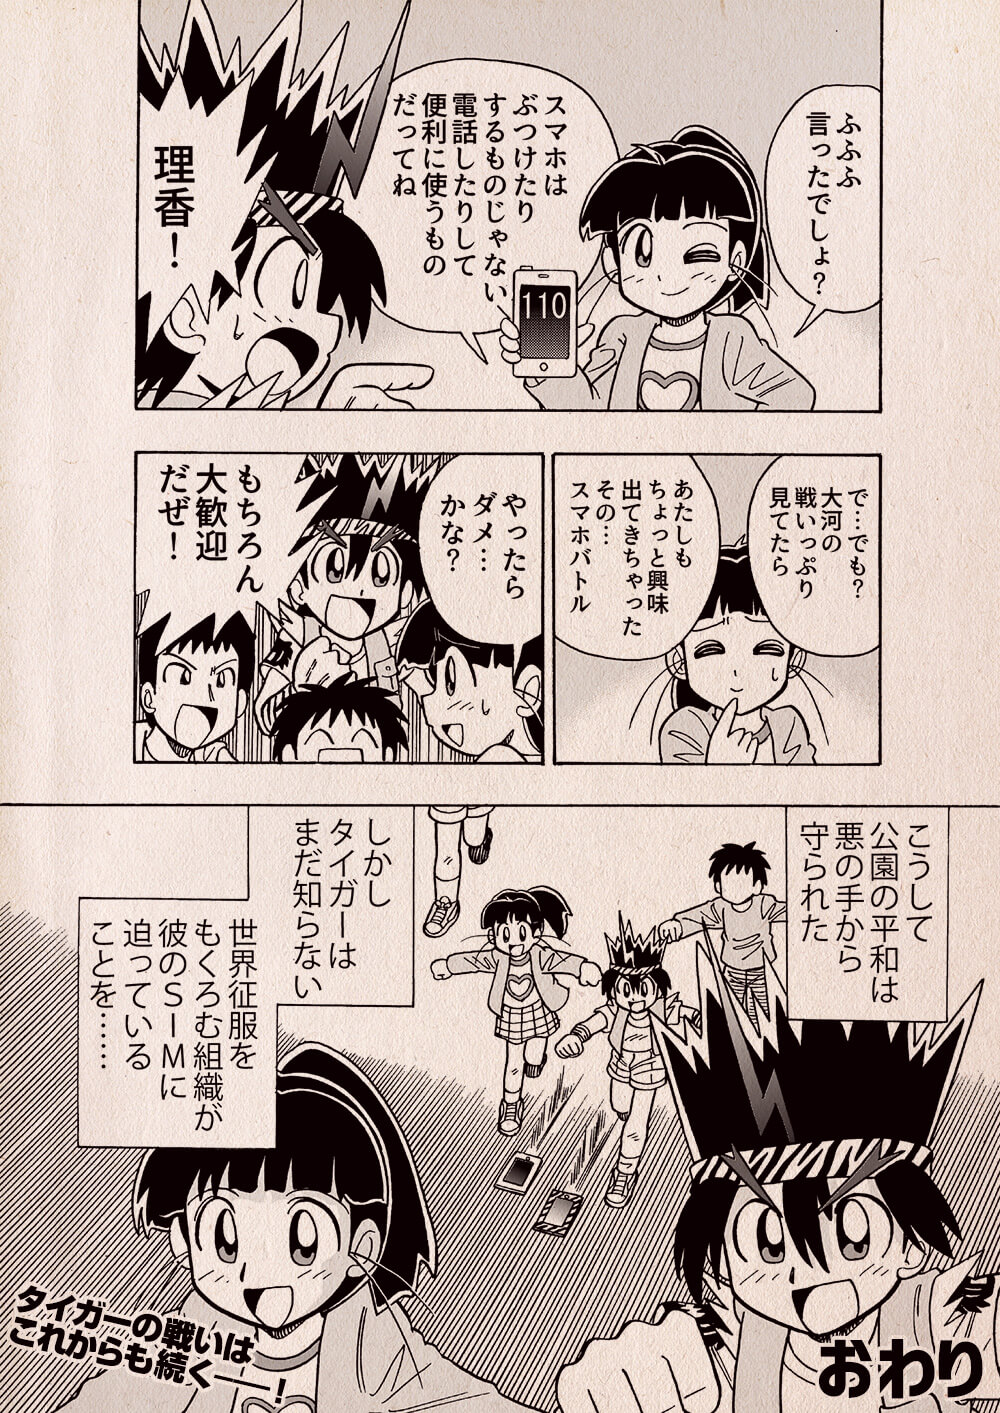 ふふふ
言ったでしょ？
スマホは
ぶつけたり
するものじゃない
電話したりして
便利に使うもの
だってね
110
理香！
で…でも？
大河の
戦いっぷり
見てたら
あたしも
ちょっと興味
出てきちゃった
その…
スマホバトル
やったら
ダメ…
かな？
もちろん
大歓迎
だぜ！
こうして
公園の平和は
悪の手から
守られた
しかし
タイガーは
まだ知らない
世界征服を
もくろむ組織が
彼のSIMに
迫っている
ことを……
タイガーの戦いは
これからも続く――！
おわり